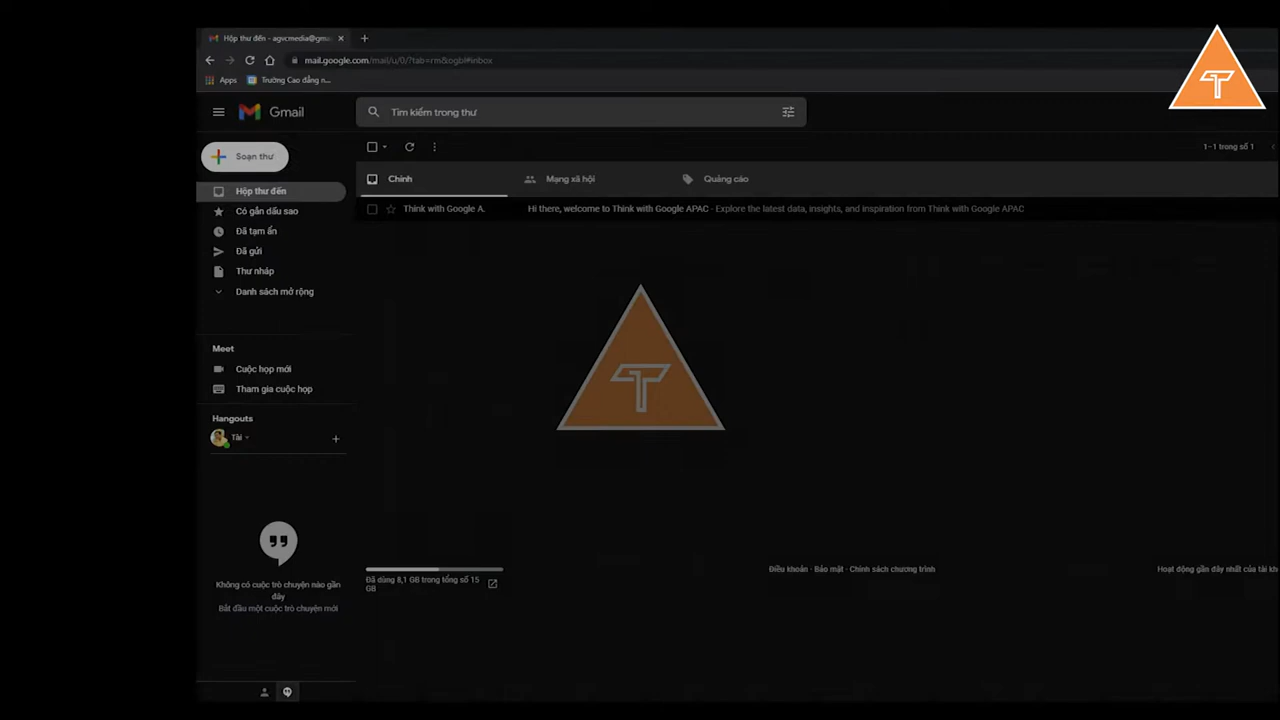 Hộp thư đến - agvcmedia@gma
mail.google.com/mail/u/0/?tab=rm&ogbl#inbox
Apps
Trường Cao đẳng n...
Gmail
Tìm kiếm trong thư
Soạn thư
1–1 trong số 1
Chính
Mạng xã hội
Quảng cáo
Hộp thư đến
Think with Google A.
Hi there, welcome to Think with Google APAC - Explore the latest data, insights, and inspiration from Think with Google APAC
Có gắn dấu sao
Đã tạm ẩn
Đã gửi
Thư nháp
Danh sách mở rộng
Meet
Cuộc họp mới
Tham gia cuộc họp
Hangouts
Tài
T
T
Không có cuộc trò chuyện nào gần
đây
Bắt đầu một cuộc trò chuyện mới
Đã dùng 8,1 GB trong tổng số 15
GB
Điều khoản · Bảo mật · Chính sách chương trình
Hoạt động gần đây nhất của tài kh